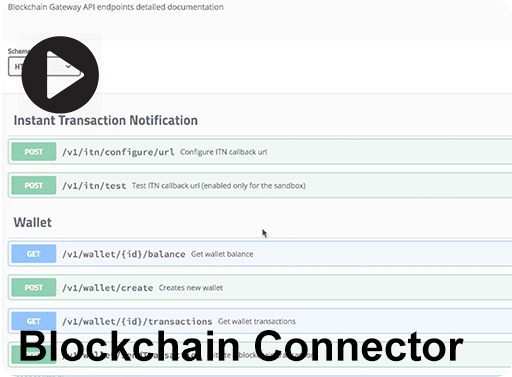 Blockchain Gateway API endpoints detailed documentation
Instant Transaction Notification
POST /v1/itn/configure/url Configure ITN callback url
POST /v1/itn/test Test ITN callback url (enabled only for the sandbox)
Wallet
GET /v1/wallet/{id}/balance Get wallet balance
POST /v1/wallet/create Creates new wallet
GET /v1/wallet/{id}/transactions Get wallet transactions
Blockchain Connector